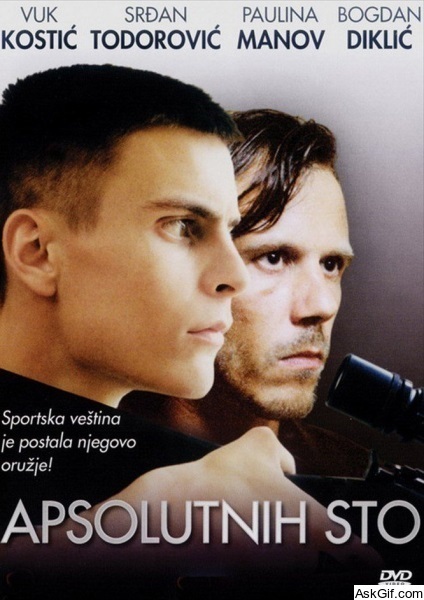 VUK SRĐAN PAULINA BOGDAN
KOSTIĆ TODOROVIĆ MANOV DIKLIĆ
Sportska veština
je postala njegovo
oružje!
APSOLUTNIH STO
DVD
VIDEO
AskGif.com